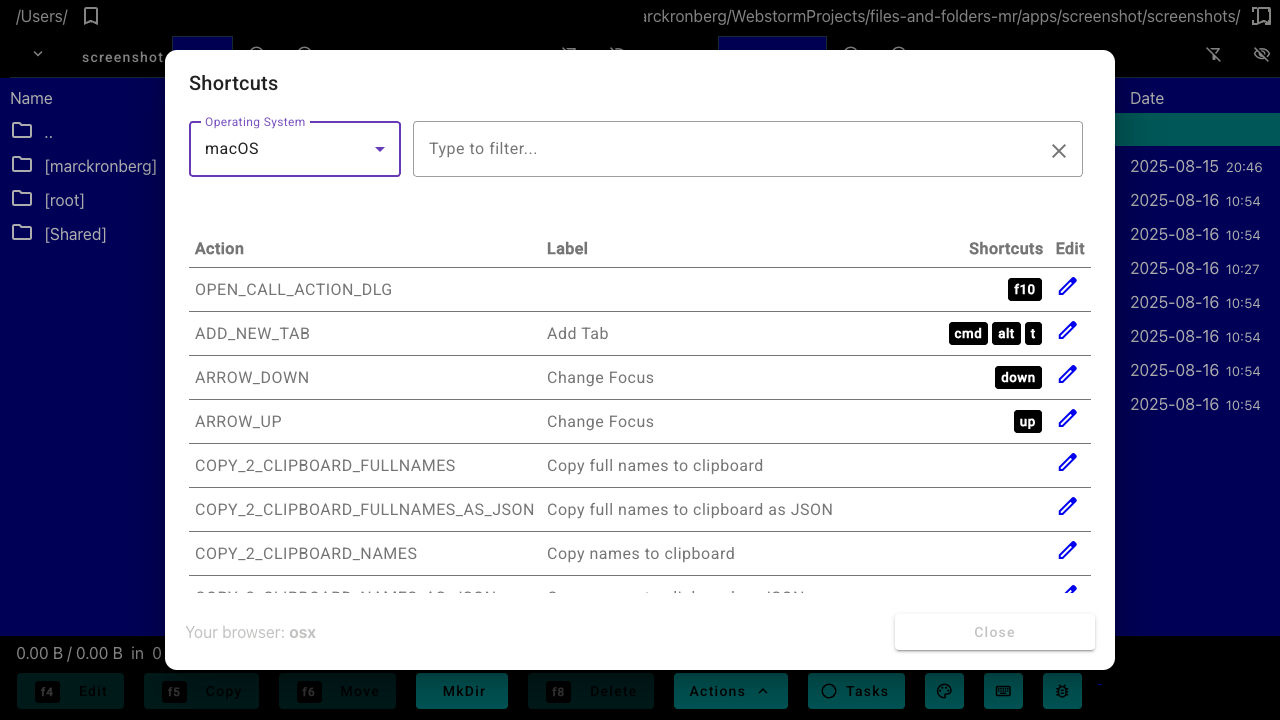 /Users/
arckronberg/WebstormProjects/files-and-folders-mr/apps/screenshot/screenshots/
screenshot
Shortcuts
Name
Date
Operating System
macOS
Type to filter...
..
[marckronberg]
2025-08-15 20:46
[root]
2025-08-16 10:54
[Shared]
2025-08-16 10:54
2025-08-16 10:27
2025-08-16 10:54
2025-08-16 10:54
2025-08-16 10:54
2025-08-16 10:54
Action Label Shortcuts Edit
OPEN_CALL_ACTION_DLG f10
ADD_NEW_TAB Add Tab cmd alt t
ARROW_DOWN Change Focus down
ARROW_UP Change Focus up
COPY_2_CLIPBOARD_FULLNAMES Copy full names to clipboard
COPY_2_CLIPBOARD_FULLNAMES_AS_JSON Copy full names to clipboard as JSON
COPY_2_CLIPBOARD_NAMES Copy names to clipboard
Your browser: osx
Close
0.00 B / 0.00 B in 0
f4 Edit f5 Copy f6 Move MkDir f8 Delete Actions Tasks